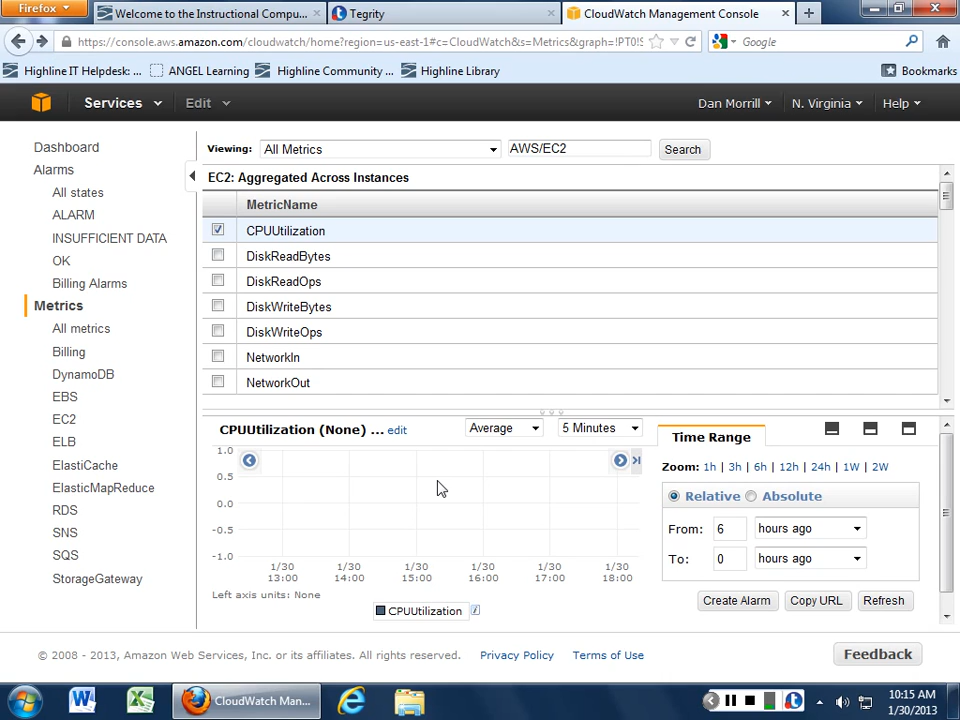 Firefox
Welcome to the Instructional Compu...
Tegrity
CloudWatch Management Console
https://console.aws.amazon.com/cloudwatch/home?region=us-east-1#c=CloudWatch&s=Metrics&graph=!PT0!S
Google
Highline IT Helpdesk: ...
ANGEL Learning
Highline Community ...
Highline Library
Bookmarks
Services
Edit
Dan Morrill
N. Virginia
Help
Dashboard
Alarms
All states
ALARM
INSUFFICIENT DATA
OK
Billing Alarms
Metrics
All metrics
Billing
DynamoDB
EBS
EC2
ELB
ElastiCache
ElasticMapReduce
RDS
SNS
SQS
StorageGateway
Viewing: All Metrics AWS/EC2 Search
EC2: Aggregated Across Instances
MetricName
CPUUtilization
DiskReadBytes
DiskReadOps
DiskWriteBytes
DiskWriteOps
NetworkIn
NetworkOut
CPUUtilization (None) ... edit
Average
5 Minutes
1.0
0.5
0.0
-0.5
-1.0
1/30 1/30 1/30 1/30 1/30 1/30
13:00 14:00 15:00 16:00 17:00 18:00
Left axis units: None
CPUUtilization
Time Range
Zoom: 1h 3h 6h 12h 24h 1W 2W
Relative Absolute
From: 6 hours ago
To: 0 hours ago
Create Alarm Copy URL Refresh
© 2008 - 2013, Amazon Web Services, Inc. or its affiliates. All rights reserved. Privacy Policy Terms of Use
Feedback
CloudWatch Man...
10:15 AM
1/30/2013